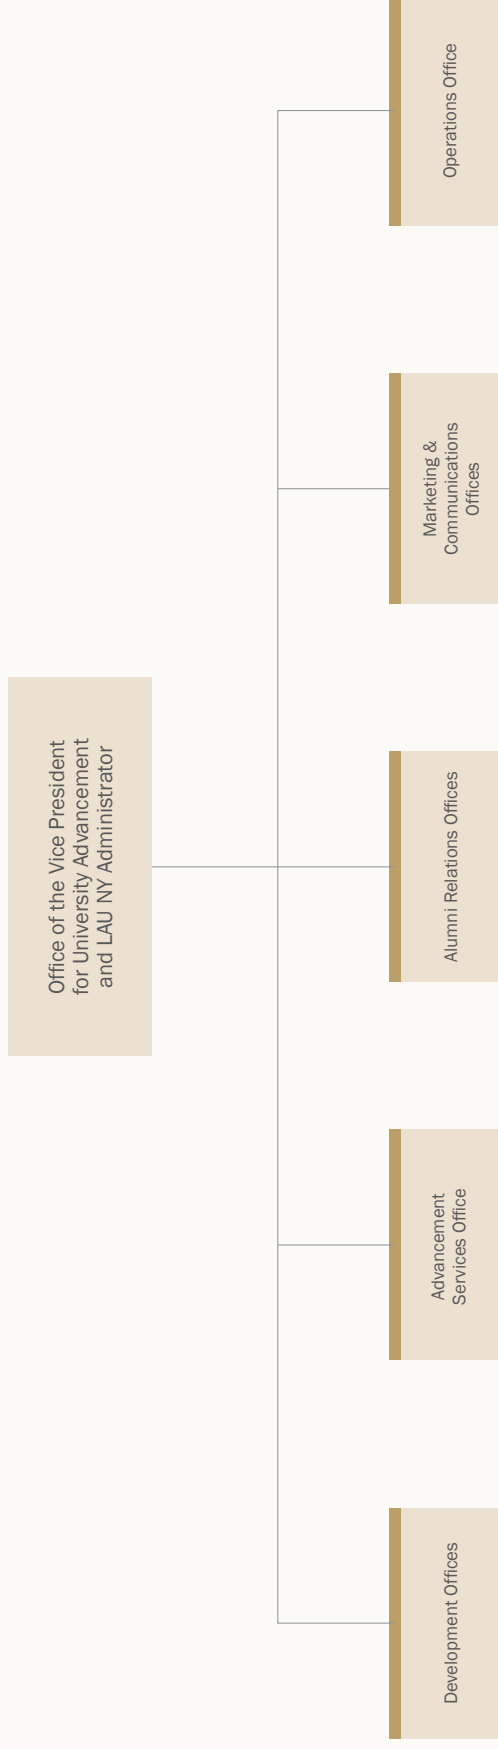 Office of the Vice President
for University Advancement
and LAU NY Administrator
Development Offices
Advancement
Services Office
Alumni Relations Offices
Marketing &
Communications
Offices
Operations Office